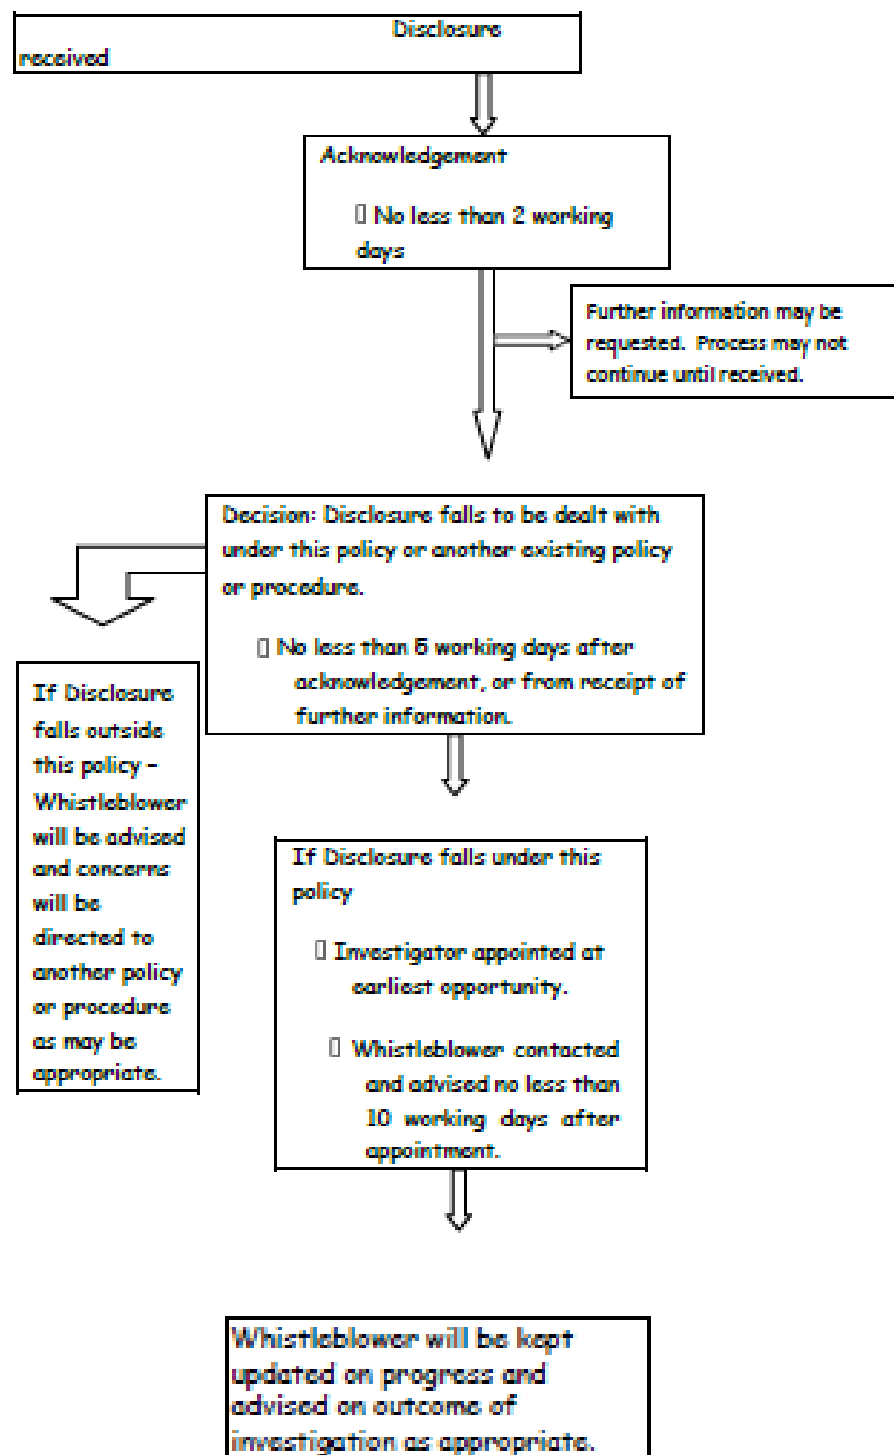 Disclosure
received
Acknowledgement
▯ No less than 2 working
days
Further information may be
requested. Process may not
continue until received.
Decision: Disclosure falls to be dealt with
under this policy or another existing policy
or procedure.
▯ No less than 5 working days after
acknowledgement, or from receipt of
further information.
If Disclosure
falls outside
this policy –
Whistleblower
will be advised
and concerns
will be
directed to
another policy
or procedure
as may be
appropriate.
If Disclosure falls under this
policy
▯ Investigator appointed at
earliest opportunity.
▯ Whistleblower contacted
and advised no less than
10 working days after
appointment.
Whistleblower will be kept
updated on progress and
advised on outcome of
investigation as appropriate.